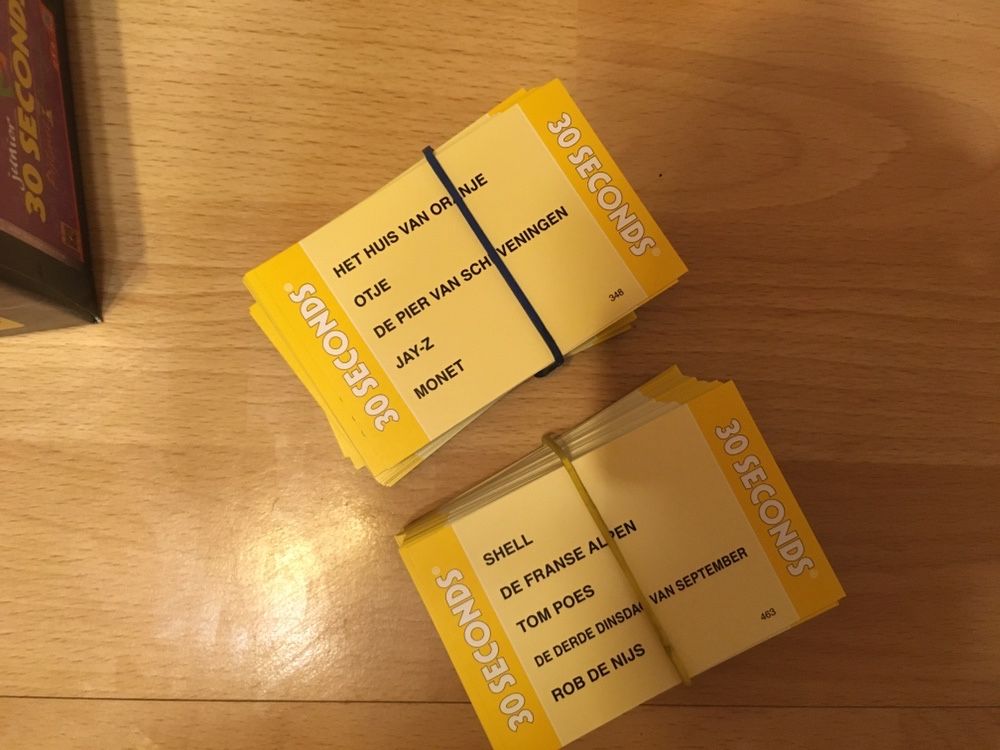 junior
30 SECONDS
30 SECONDS
HET HUIS VAN ORANJE
OTJE
DE PIER VAN SCHEVENINGEN
JAY-Z
MONET
348
30 SECONDS
30 SECONDS
SHELL
DE FRANSE ALPEN
TOM POES
DE DERDE DINSDAG VAN SEPTEMBER
ROB DE NIJS
463
30 SECONDS